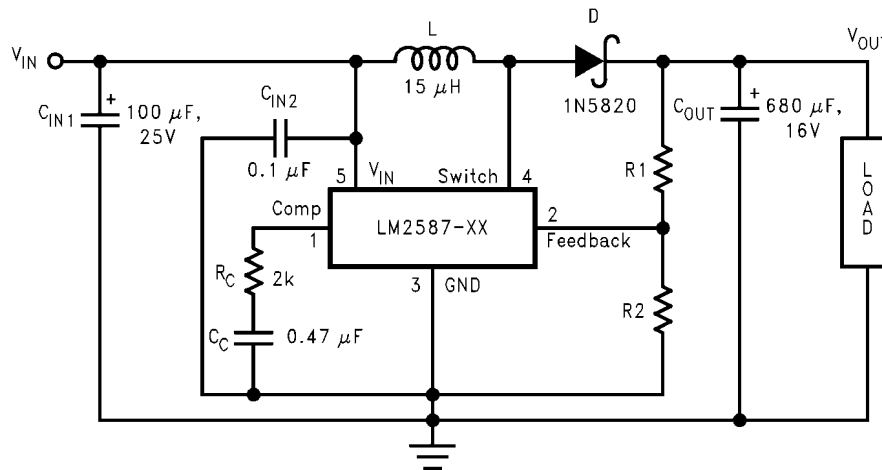 L
D
V_IN
V_OUT
15 μH
1N5820
C_IN1
+
100 μF,
25V
C_IN2
0.1 μF
C_OUT
+
680 μF,
16V
5
V_IN
Switch
4
R1
LOAD
Comp
1
LM2587-XX
2
Feedback
R_C
2k
3
GND
R2
C_C
0.47 μF